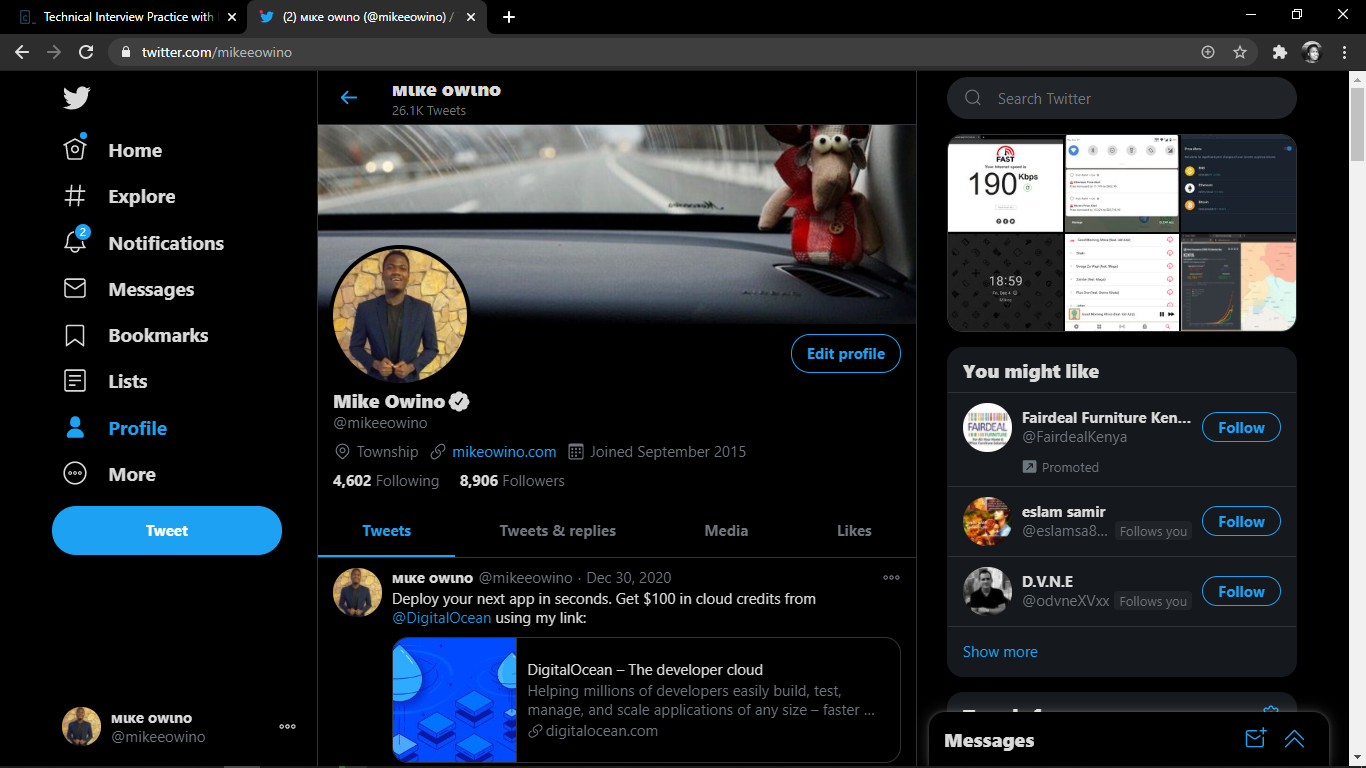 Technical Interview Practice with
(2) ᴍɪᴋᴇ ᴏᴡɪɴᴏ (@mikeeowino) /
twitter.com/mikeeowino
Home
Explore
2
Notifications
Messages
Bookmarks
Lists
Profile
More
Tweet
ᴍɪᴋᴇ ᴏᴡɪɴᴏ
@mikeeowino
ᴍɪᴋᴇ ᴏᴡɪɴᴏ
26.1K Tweets
Edit profile
Mike Owino
@mikeeowino
Township mikeowino.com Joined September 2015
4,602 Following 8,906 Followers
Tweets Tweets & replies Media Likes
ᴍɪᴋᴇ ᴏᴡɪɴᴏ @mikeeowino · Dec 30, 2020
Deploy your next app in seconds. Get $100 in cloud credits from
@DigitalOcean using my link:
DigitalOcean – The developer cloud
Helping millions of developers easily build, test,
manage, and scale applications of any size – faster ...
digitalocean.com
Search Twitter
FAST
Your Internet speed is
190 Kbps
18:59
You might like
Fairdeal Furniture Ken...
@FairdealKenya
Promoted
Follow
eslam samir
@eslamsa8... Follows you
Follow
D.V.N.E
@odvneXVxx Follows you
Follow
Show more
Messages